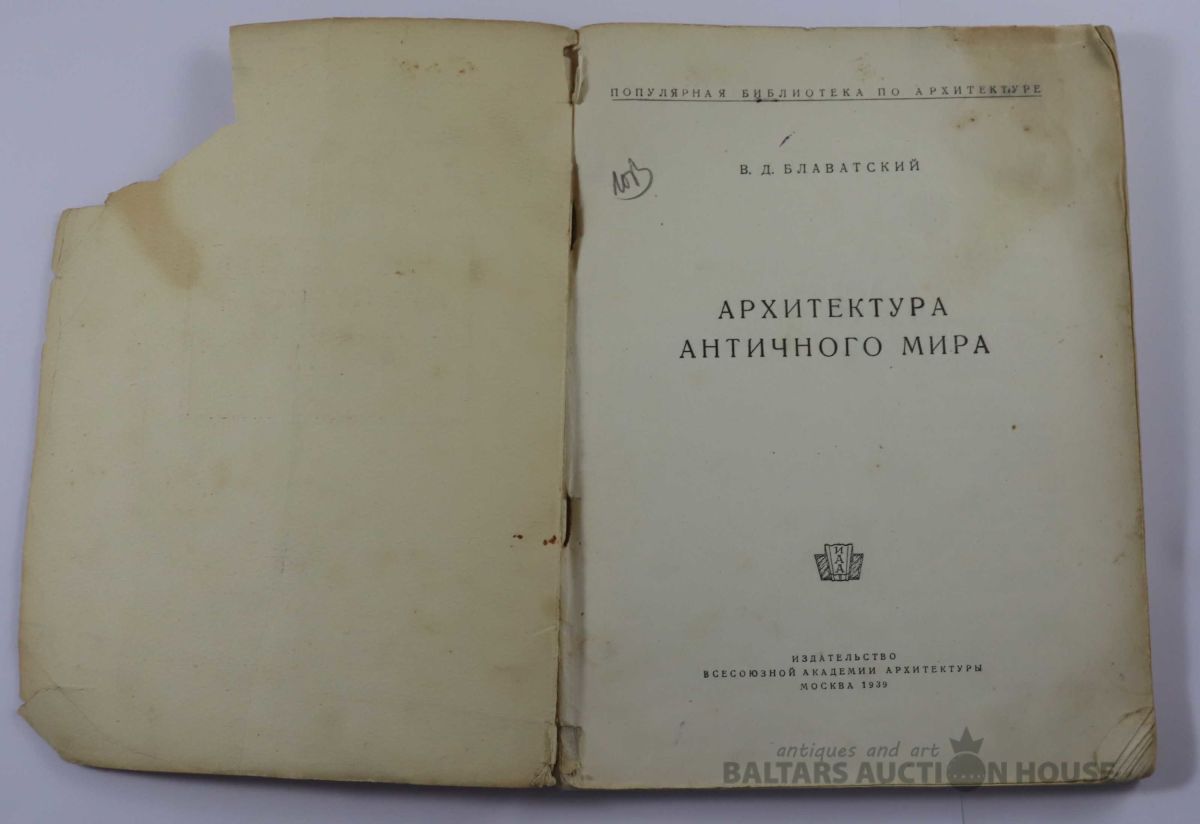 ПОПУЛЯРНАЯ БИБЛИОТЕКА ПО АРХИТЕКТУРЕ
В. Д. БЛАВАТСКИЙ
АРХИТЕКТУРА
АНТИЧНОГО МИРА
ИДАА
ИЗДАТЕЛЬСТВО
ВСЕСОЮЗНОЙ АКАДЕМИИ АРХИТЕКТУРЫ
МОСКВА 1939
antiques and art
BALTARS AUCTION HOUSE